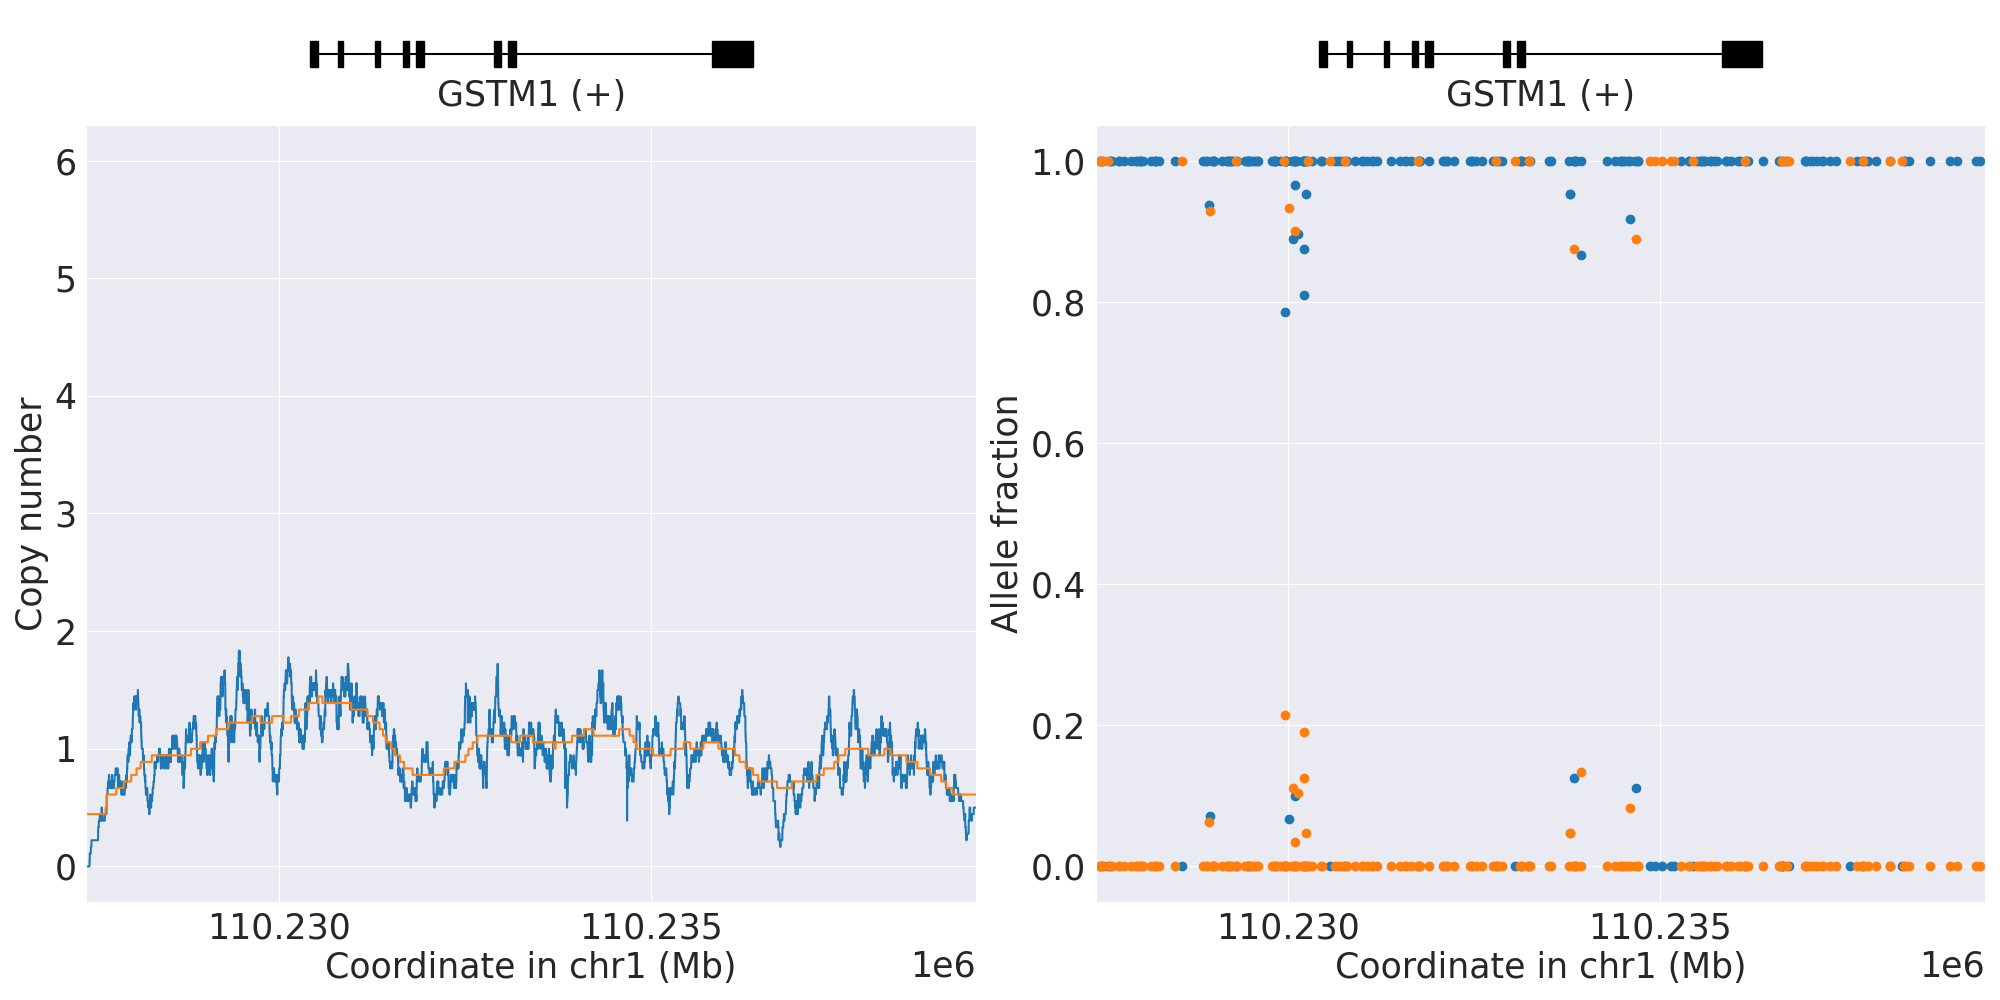 GSTM1 (+)
6
5
4
3
2
1
0
Copy number
110.230
110.235
Coordinate in chr1 (Mb)
1e6
GSTM1 (+)
1.0
0.8
0.6
0.4
0.2
0.0
Allele fraction
110.230
110.235
Coordinate in chr1 (Mb)
1e6